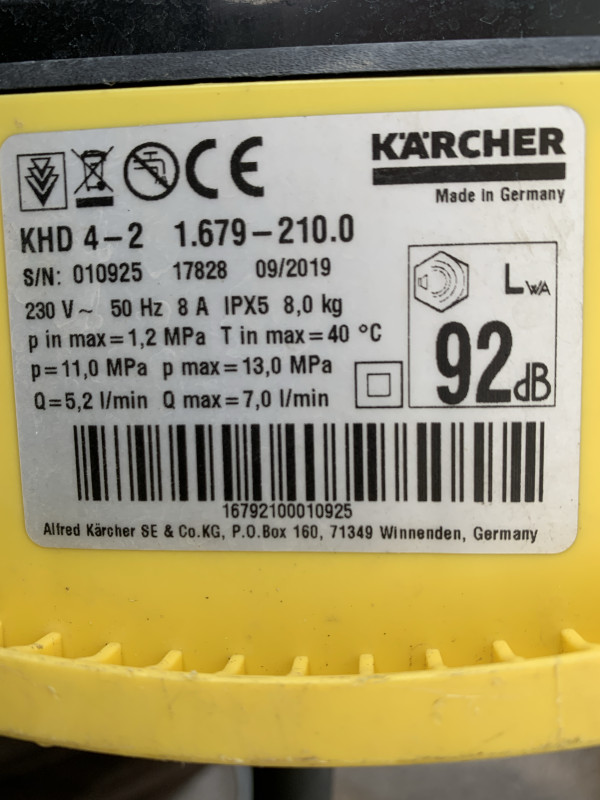 CE
KÄRCHER
Made in Germany
KHD 4-2 1.679-210.0
S/N: 010925 17828 09/2019
230 V~ 50 Hz 8 A IPX5 8,0 kg
p in max=1,2 MPa T in max=40 °C
p=11,0 MPa p max=13,0 MPa
Q=5,2 l/min Q max=7,0 l/min
LWA
92dB
16792100010925
Alfred Kärcher SE & Co.KG, P.O.Box 160, 71349 Winnenden, Germany